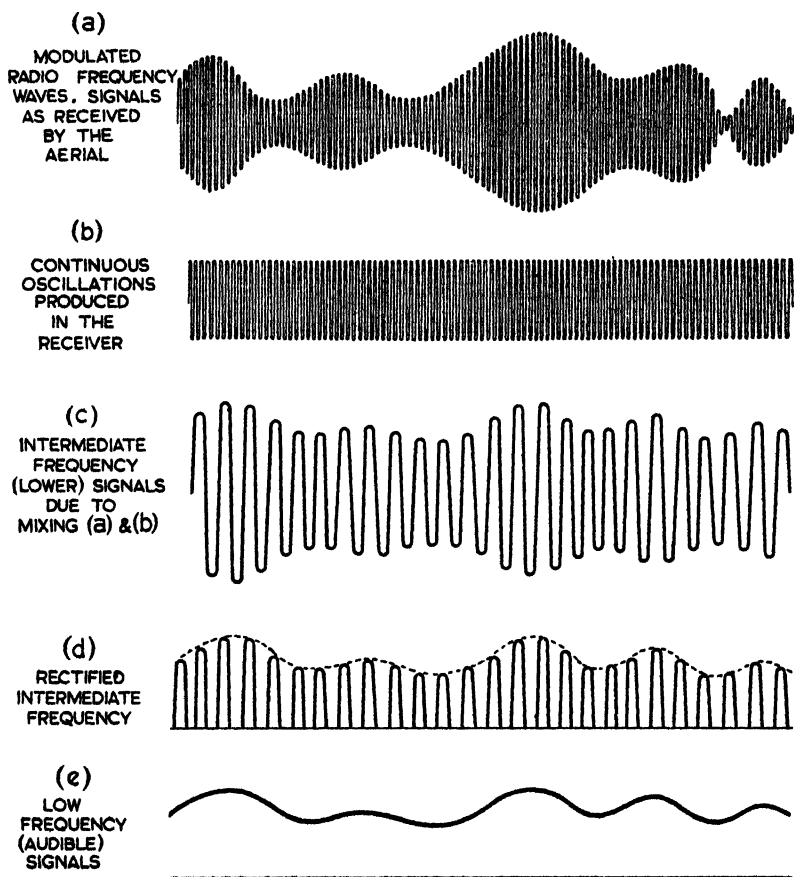 (a)
MODULATED
RADIO FREQUENCY
WAVES, SIGNALS
AS RECEIVED
BY THE
AERIAL
(b)
CONTINUOUS
OSCILLATIONS
PRODUCED
IN THE
RECEIVER
(c)
INTERMEDIATE
FREQUENCY
(LOWER) SIGNALS
DUE TO
MIXING (a) & (b)
(d)
RECTIFIED
INTERMEDIATE
FREQUENCY
(e)
LOW
FREQUENCY
(AUDIBLE)
SIGNALS